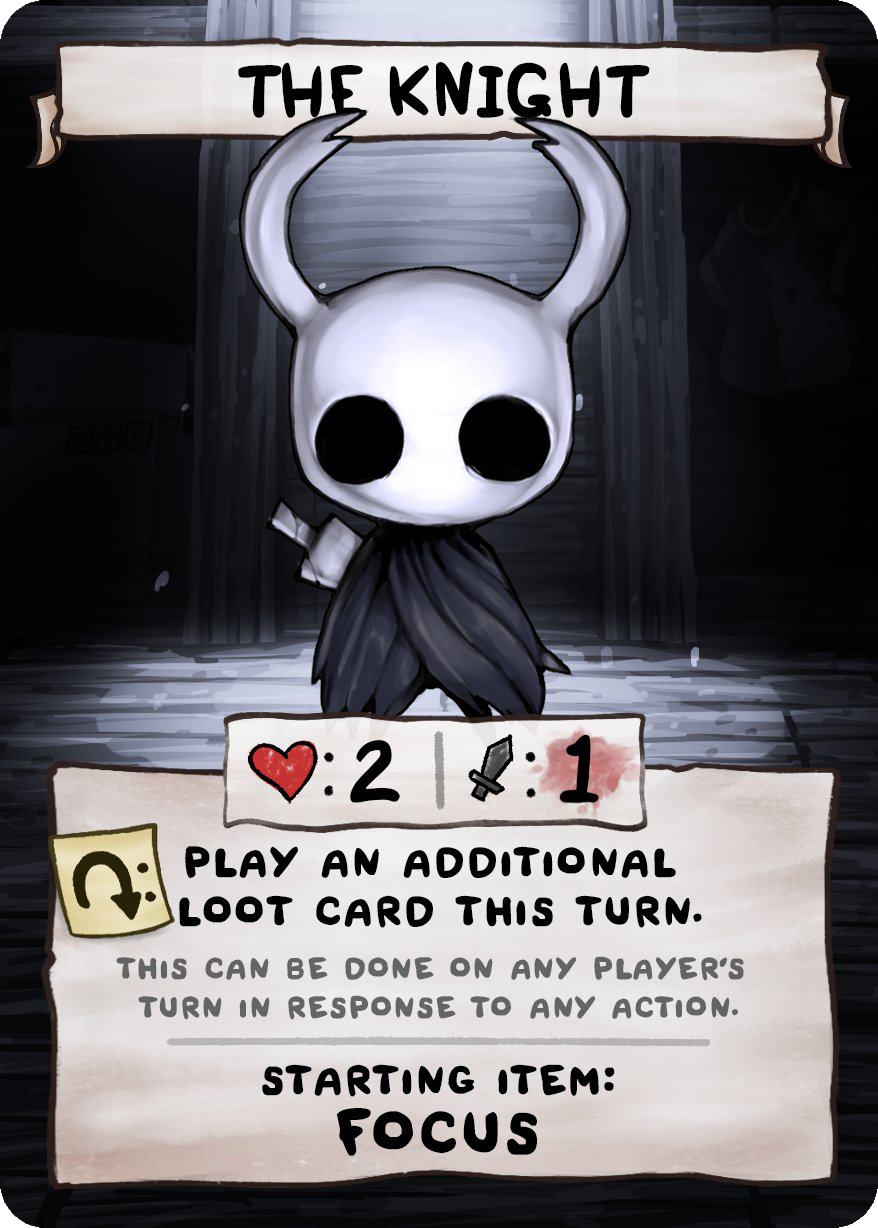 THE KNIGHT
: 2 | : 1
: PLAY AN ADDITIONAL
LOOT CARD THIS TURN.
THIS CAN BE DONE ON ANY PLAYER'S
TURN IN RESPONSE TO ANY ACTION.
STARTING ITEM:
FOCUS